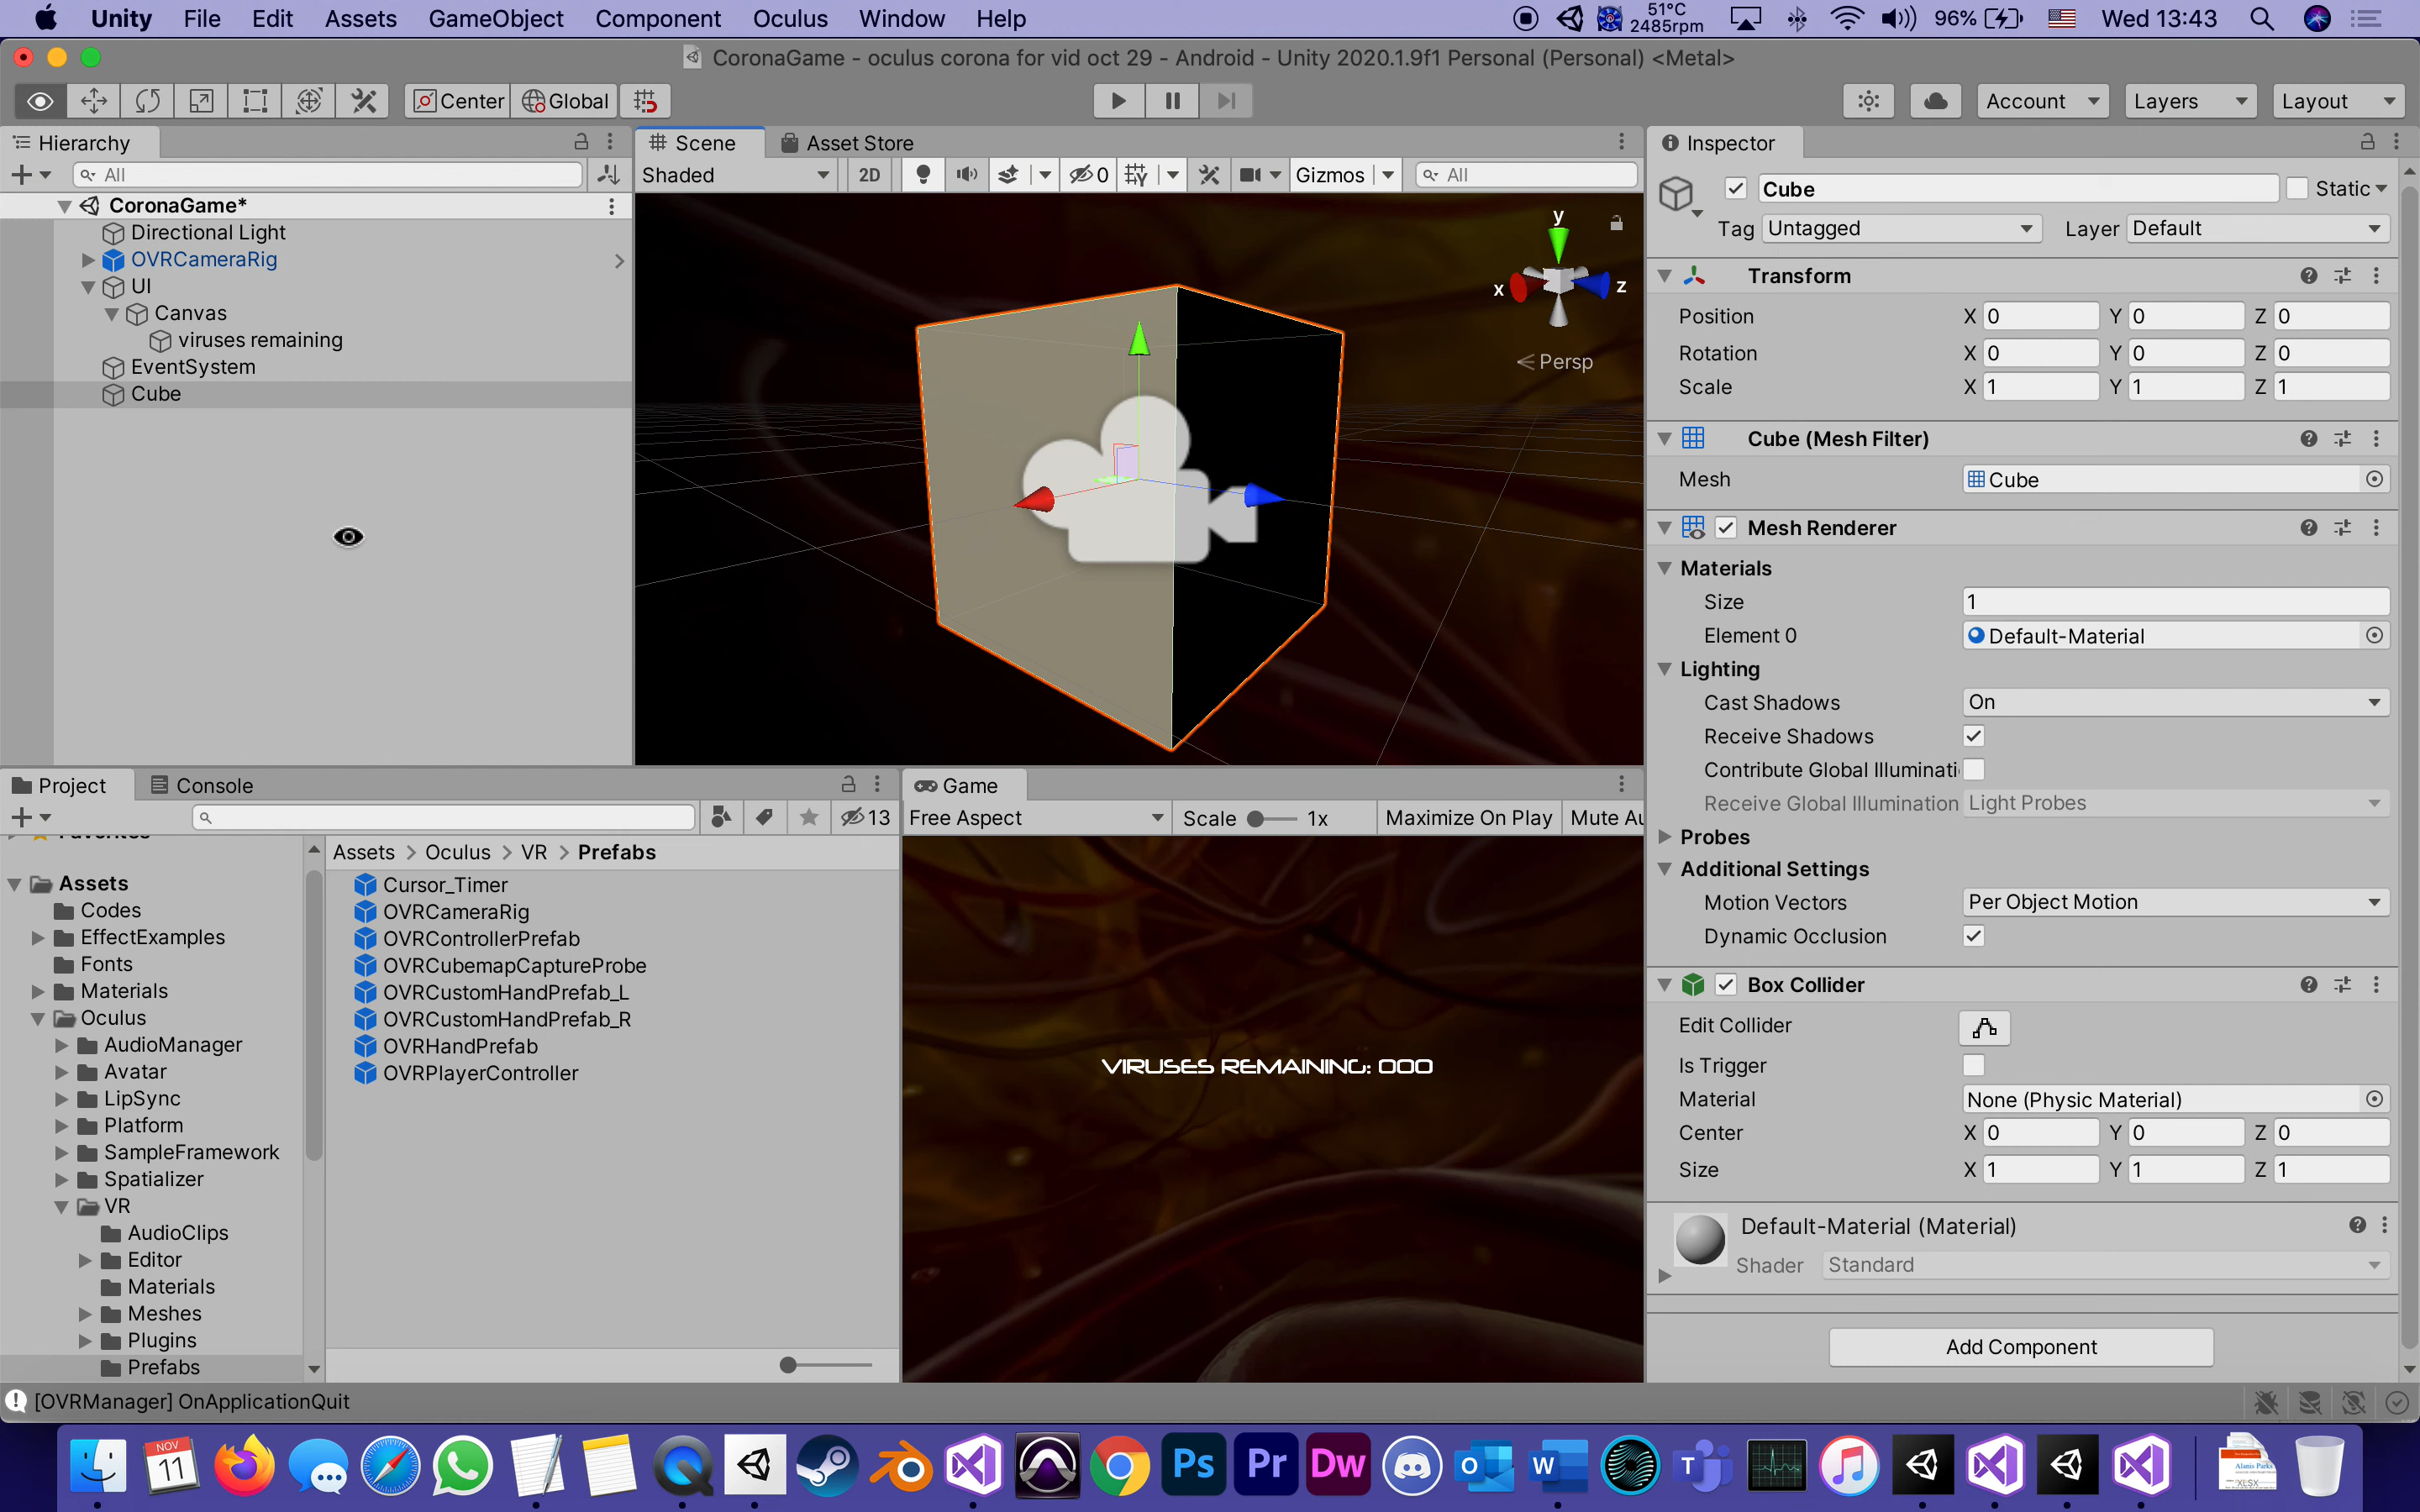 Unity File Edit Assets GameObject Component Oculus Window Help
51°C
2485rpm
96% Wed 13:43
CoronaGame - oculus corona for vid oct 29 - Android - Unity 2020.1.9f1 Personal (Personal) <Metal>
Center Global Account Layers Layout
Hierarchy
All
CoronaGame*
Directional Light
OVRCameraRig
UI
Canvas
viruses remaining
EventSystem
Cube
Scene Asset Store
Shaded 2D 0 Gizmos All
y
x z
Persp
Inspector
Cube Static
Tag Untagged Layer Default
Transform
Position X 0 Y 0 Z 0
Rotation X 0 Y 0 Z 0
Scale X 1 Y 1 Z 1
Cube (Mesh Filter)
Mesh Cube
Mesh Renderer
Materials
Size 1
Element 0 Default-Material
Lighting
Cast Shadows On
Receive Shadows
Contribute Global Illuminati
Receive Global Illumination Light Probes
Probes
Additional Settings
Motion Vectors Per Object Motion
Dynamic Occlusion
Box Collider
Edit Collider
Is Trigger
Material None (Physic Material)
Center X 0 Y 0 Z 0
Size X 1 Y 1 Z 1
Default-Material (Material)
Shader Standard
Add Component
Project Console
13
Favorites
Assets
Codes
EffectExamples
Fonts
Materials
Oculus
AudioManager
Avatar
LipSync
Platform
SampleFramework
Spatializer
VR
AudioClips
Editor
Materials
Meshes
Plugins
Prefabs
Assets > Oculus > VR > Prefabs
Cursor_Timer
OVRCameraRig
OVRControllerPrefab
OVRCubemapCaptureProbe
OVRCustomHandPrefab_L
OVRCustomHandPrefab_R
OVRHandPrefab
OVRPlayerController
Game
Free Aspect Scale 1x Maximize On Play Mute Au
VIRUSES REMAINING: 000
[OVRManager] OnApplicationQuit
NOV
11
Ps Pr Dw O W T
Alanis Parks
XLSX